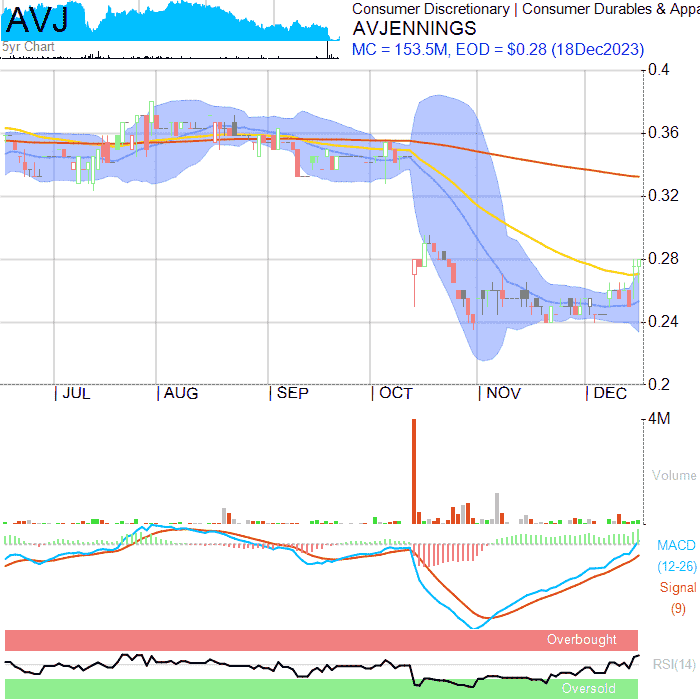 AVJ
5yr Chart
Consumer Discretionary | Consumer Durables & Appa
AVJENNINGS
MC = 153.5M, EOD = $0.28 (18Dec2023)
0.4
0.36
0.32
0.28
0.24
0.2
| JUL | AUG | SEP | OCT | NOV | DEC
4M
Volume
MACD
(12-26)
Signal
(9)
Overbought
RSI(14)
Oversold